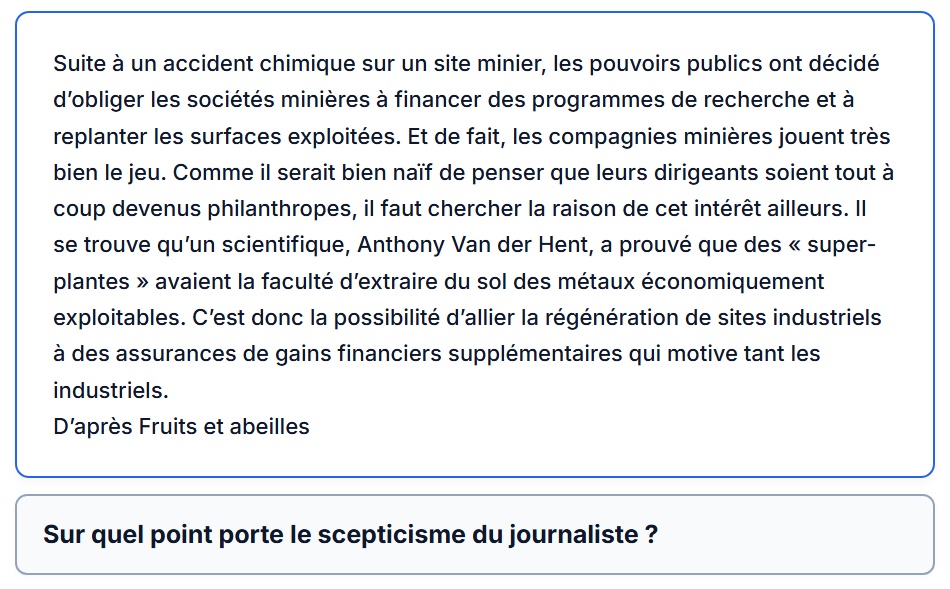 Suite à un accident chimique sur un site minier, les pouvoirs publics ont décidé
d’obliger les sociétés minières à financer des programmes de recherche et à
replanter les surfaces exploitées. Et de fait, les compagnies minières jouent très
bien le jeu. Comme il serait bien naïf de penser que leurs dirigeants soient tout à
coup devenus philanthropes, il faut chercher la raison de cet intérêt ailleurs. Il
se trouve qu’un scientifique, Anthony Van der Hent, a prouvé que des « super-
plantes » avaient la faculté d’extraire du sol des métaux économiquement
exploitables. C’est donc la possibilité d’allier la régénération de sites industriels
à des assurances de gains financiers supplémentaires qui motive tant les
industriels.
D’après Fruits et abeilles
Sur quel point porte le scepticisme du journaliste ?